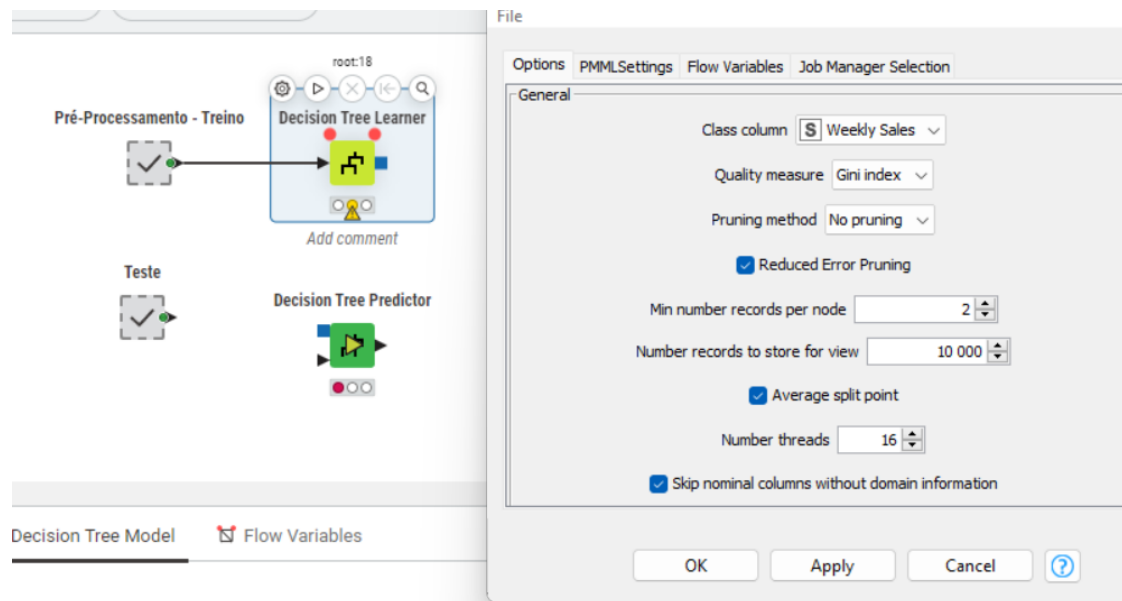 root:18
Pré-Processamento - Treino
Decision Tree Learner
Add comment
Teste
Decision Tree Predictor
Decision Tree Model
Flow Variables
File
Options PMMLSettings Flow Variables Job Manager Selection
General
Class column S Weekly Sales
Quality measure Gini index
Pruning method No pruning
Reduced Error Pruning
Min number records per node 2
Number records to store for view 10 000
Average split point
Number threads 16
Skip nominal columns without domain information
OK Apply Cancel ?